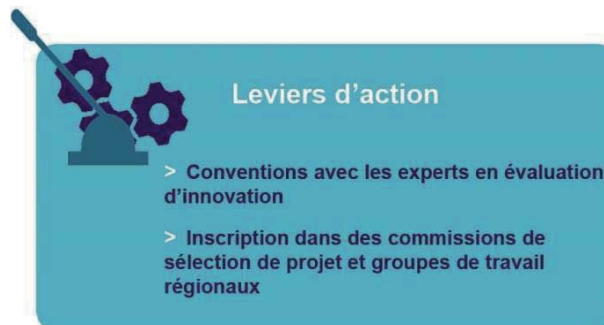 Leviers d’action
> Conventions avec les experts en évaluation
d’innovation
> Inscription dans des commissions de
sélection de projet et groupes de travail
régionaux